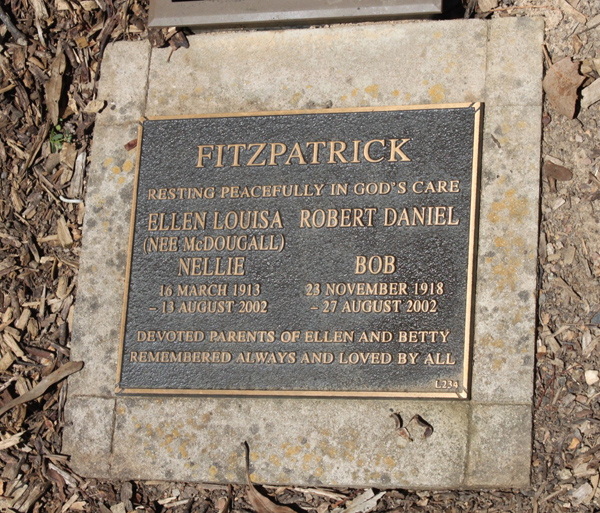 FITZPATRICK
RESTING PEACEFULLY IN GOD'S CARE
ELLEN LOUISA ROBERT DANIEL
(NEE McDOUGALL)
NELLIE BOB
16 MARCH 1913 23 NOVEMBER 1918
– 13 AUGUST 2002 – 27 AUGUST 2002
DEVOTED PARENTS OF ELLEN AND BETTY
REMEMBERED ALWAYS AND LOVED BY ALL
L234